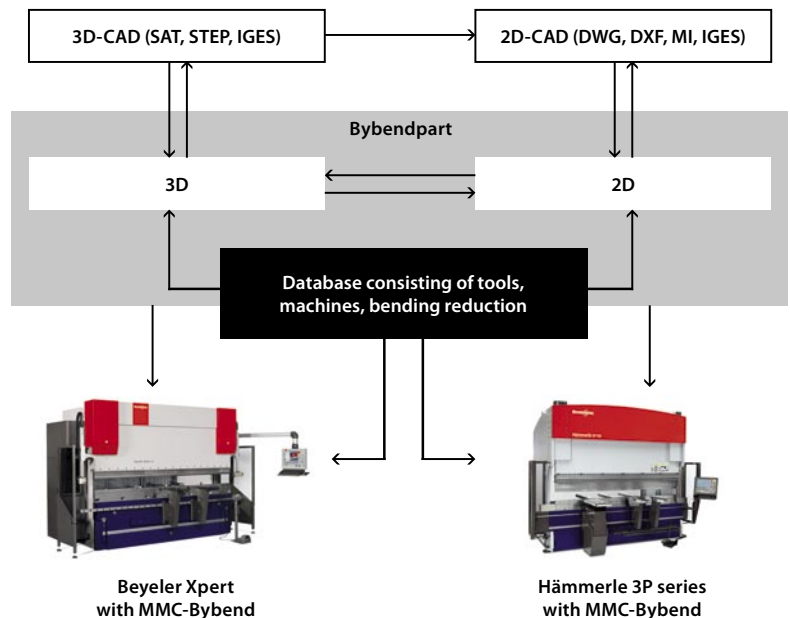 3D-CAD (SAT, STEP, IGES)
2D-CAD (DWG, DXF, MI, IGES)
Bybendpart
3D
2D
Database consisting of tools,
machines, bending reduction
Beyeler Xpert
with MMC-Bybend
Hämmerle 3P series
with MMC-Bybend